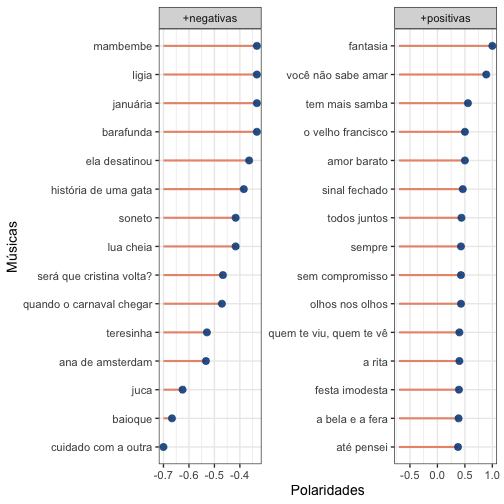 +negativas
+positivas
mambembe
ligia
januária
barafunda
ela desatinou
história de uma gata
soneto
lua cheia
será que cristina volta?
quando o carnaval chegar
teresinha
ana de amsterdam
juca
baioque
cuidado com a outra
fantasia
você não sabe amar
tem mais samba
o velho francisco
amor barato
sinal fechado
todos juntos
sempre
sem compromisso
olhos nos olhos
quem te viu, quem te vê
a rita
festa imodesta
a bela e a fera
até pensei
-0.7 -0.6 -0.5 -0.4
-0.5 0.0 0.5 1.0
Polaridades
Músicas